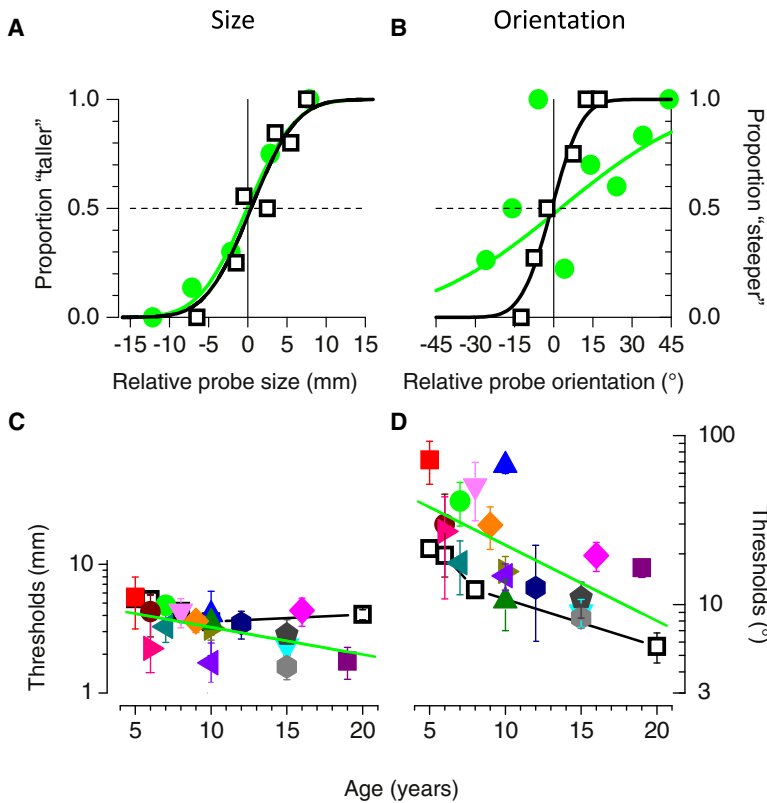 Size
Orientation
A
B
1.0
0.5
0.0
Proportion “taller”
-15 -10 -5 0 5 10 15
Relative probe size (mm)
1.0
0.5
0.0
Proportion “steeper”
-45 -30 -15 0 15 30 45
Relative probe orientation (°)
C
D
10
1
Thresholds (mm)
5 10 15 20
100
10
3
Thresholds (°)
5 10 15 20
Age (years)